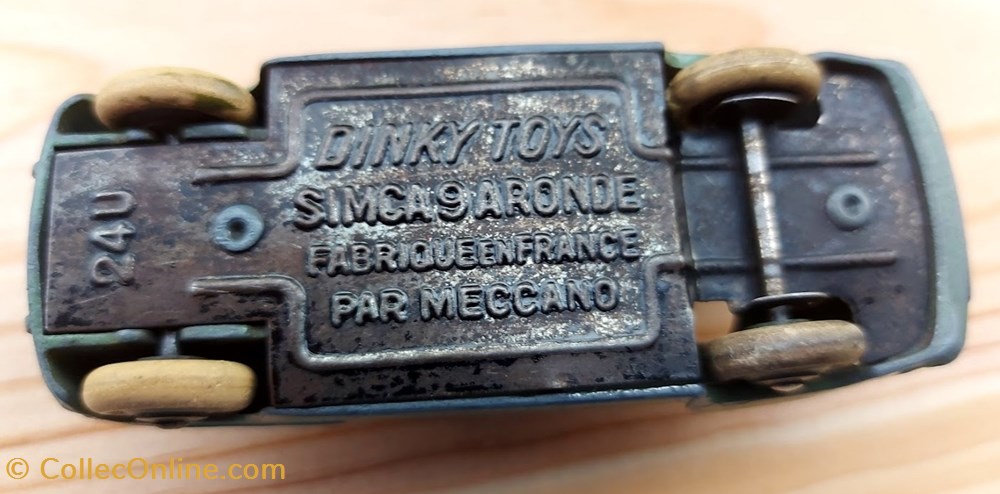 24U
DINKY TOYS
SIMCA 9 ARONDE
FABRIQUE EN FRANCE
PAR MECCANO
© CollecOnline.com